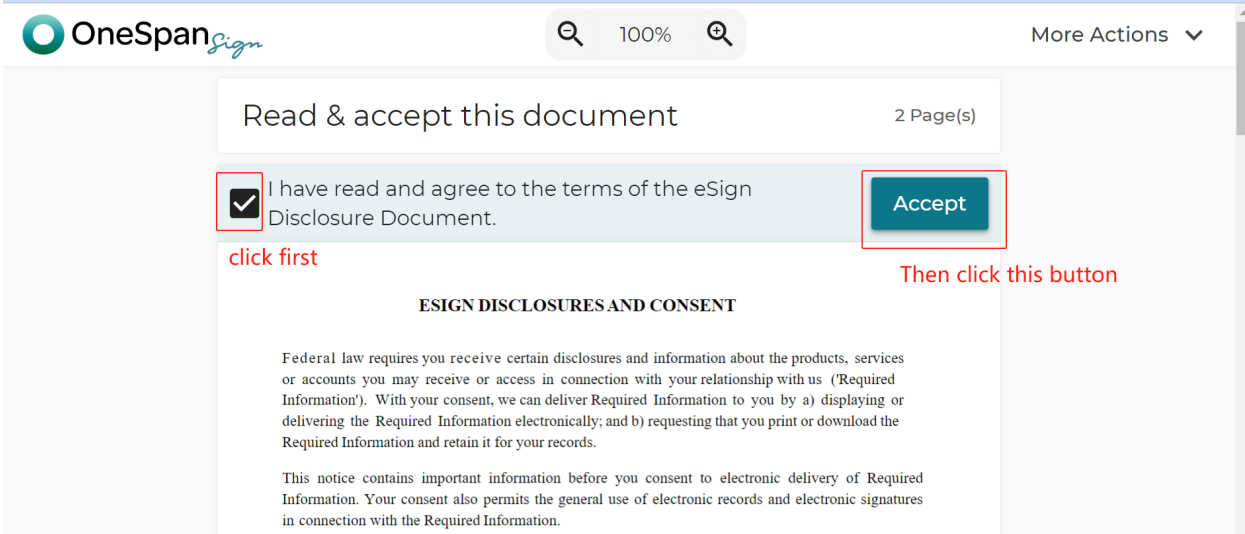 OneSpan Sign
100%
More Actions
Read & accept this document
2 Page(s)
I have read and agree to the terms of the eSign
Disclosure Document.
Accept
click first
Then click this button
ESIGN DISCLOSURES AND CONSENT
Federal law requires you receive certain disclosures and information about the products, services
or accounts you may receive or access in connection with your relationship with us ('Required
Information'). With your consent, we can deliver Required Information to you by a) displaying or
delivering the Required Information electronically; and b) requesting that you print or download the
Required Information and retain it for your records.
This notice contains important information before you consent to electronic delivery of Required
Information. Your consent also permits the general use of electronic records and electronic signatures
in connection with the Required Information.